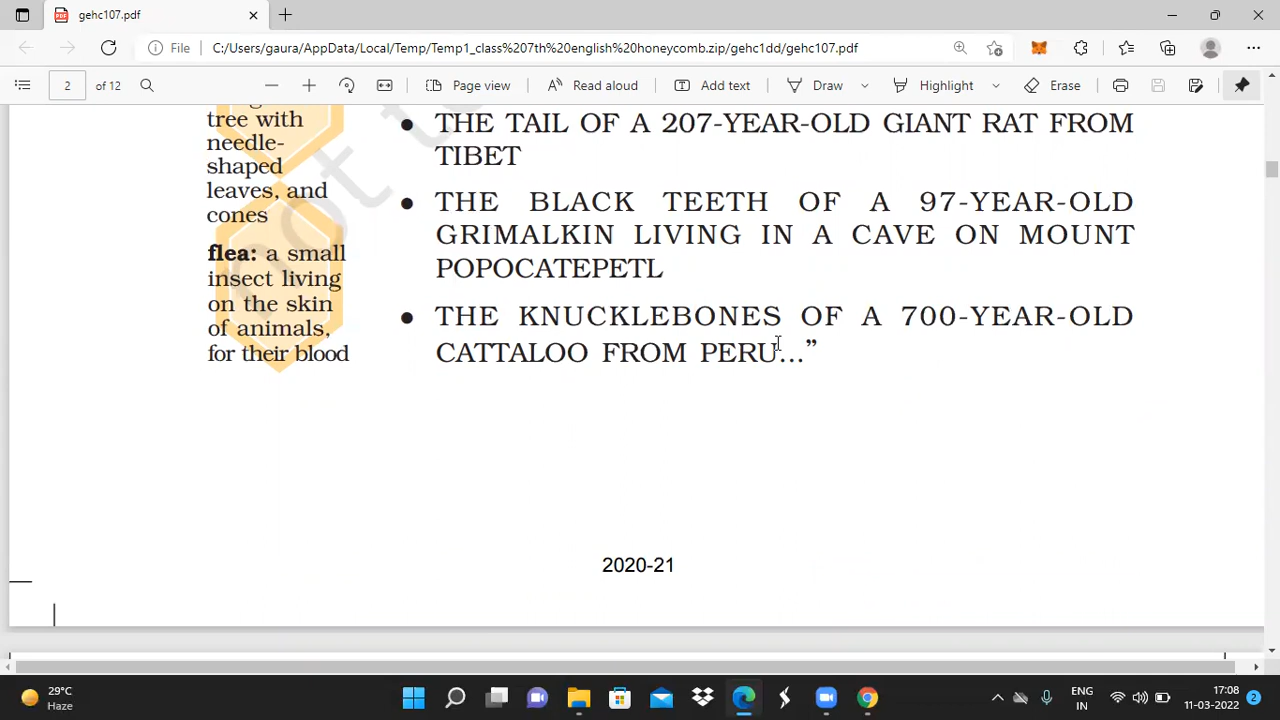 gehc107.pdf
File
C:/Users/gaura/AppData/Local/Temp/Temp1_class%207th%20english%20honeycomb.zip/gehc1dd/gehc107.pdf
2 of 12
Page view
Read aloud
Add text
Draw
Highlight
Erase
tree with
needle-
shaped
leaves, and
cones
flea: a small
insect living
on the skin
of animals,
for their blood
not t
• THE TAIL OF A 207-YEAR-OLD GIANT RAT FROM
TIBET
• THE BLACK TEETH OF A 97-YEAR-OLD
GRIMALKIN LIVING IN A CAVE ON MOUNT
POPOCATEPETL
• THE KNUCKLEBONES OF A 700-YEAR-OLD
CATTALOO FROM PERU...”
2020-21
29°C
Haze
ENG
IN
17:08
11-03-2022
2